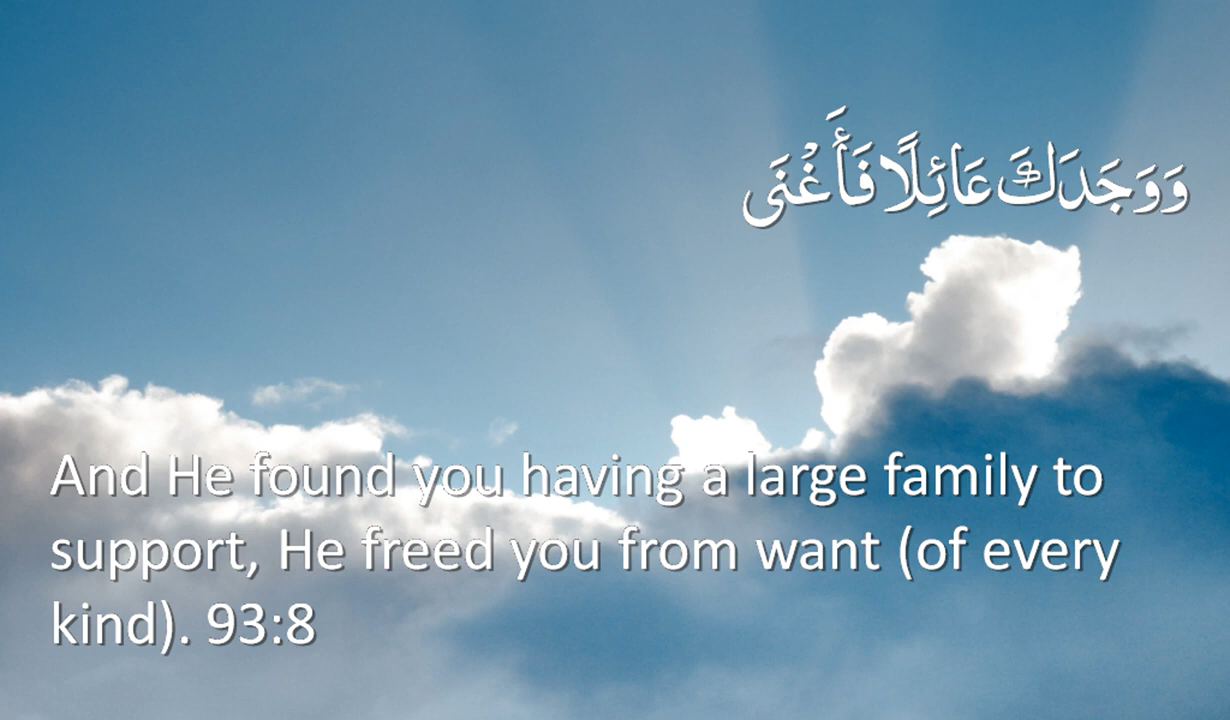 وَوَجَدَكَ عَائِلًا فَأَغْنَى
And He found you having a large family to
support, He freed you from want (of every
kind). 93:8